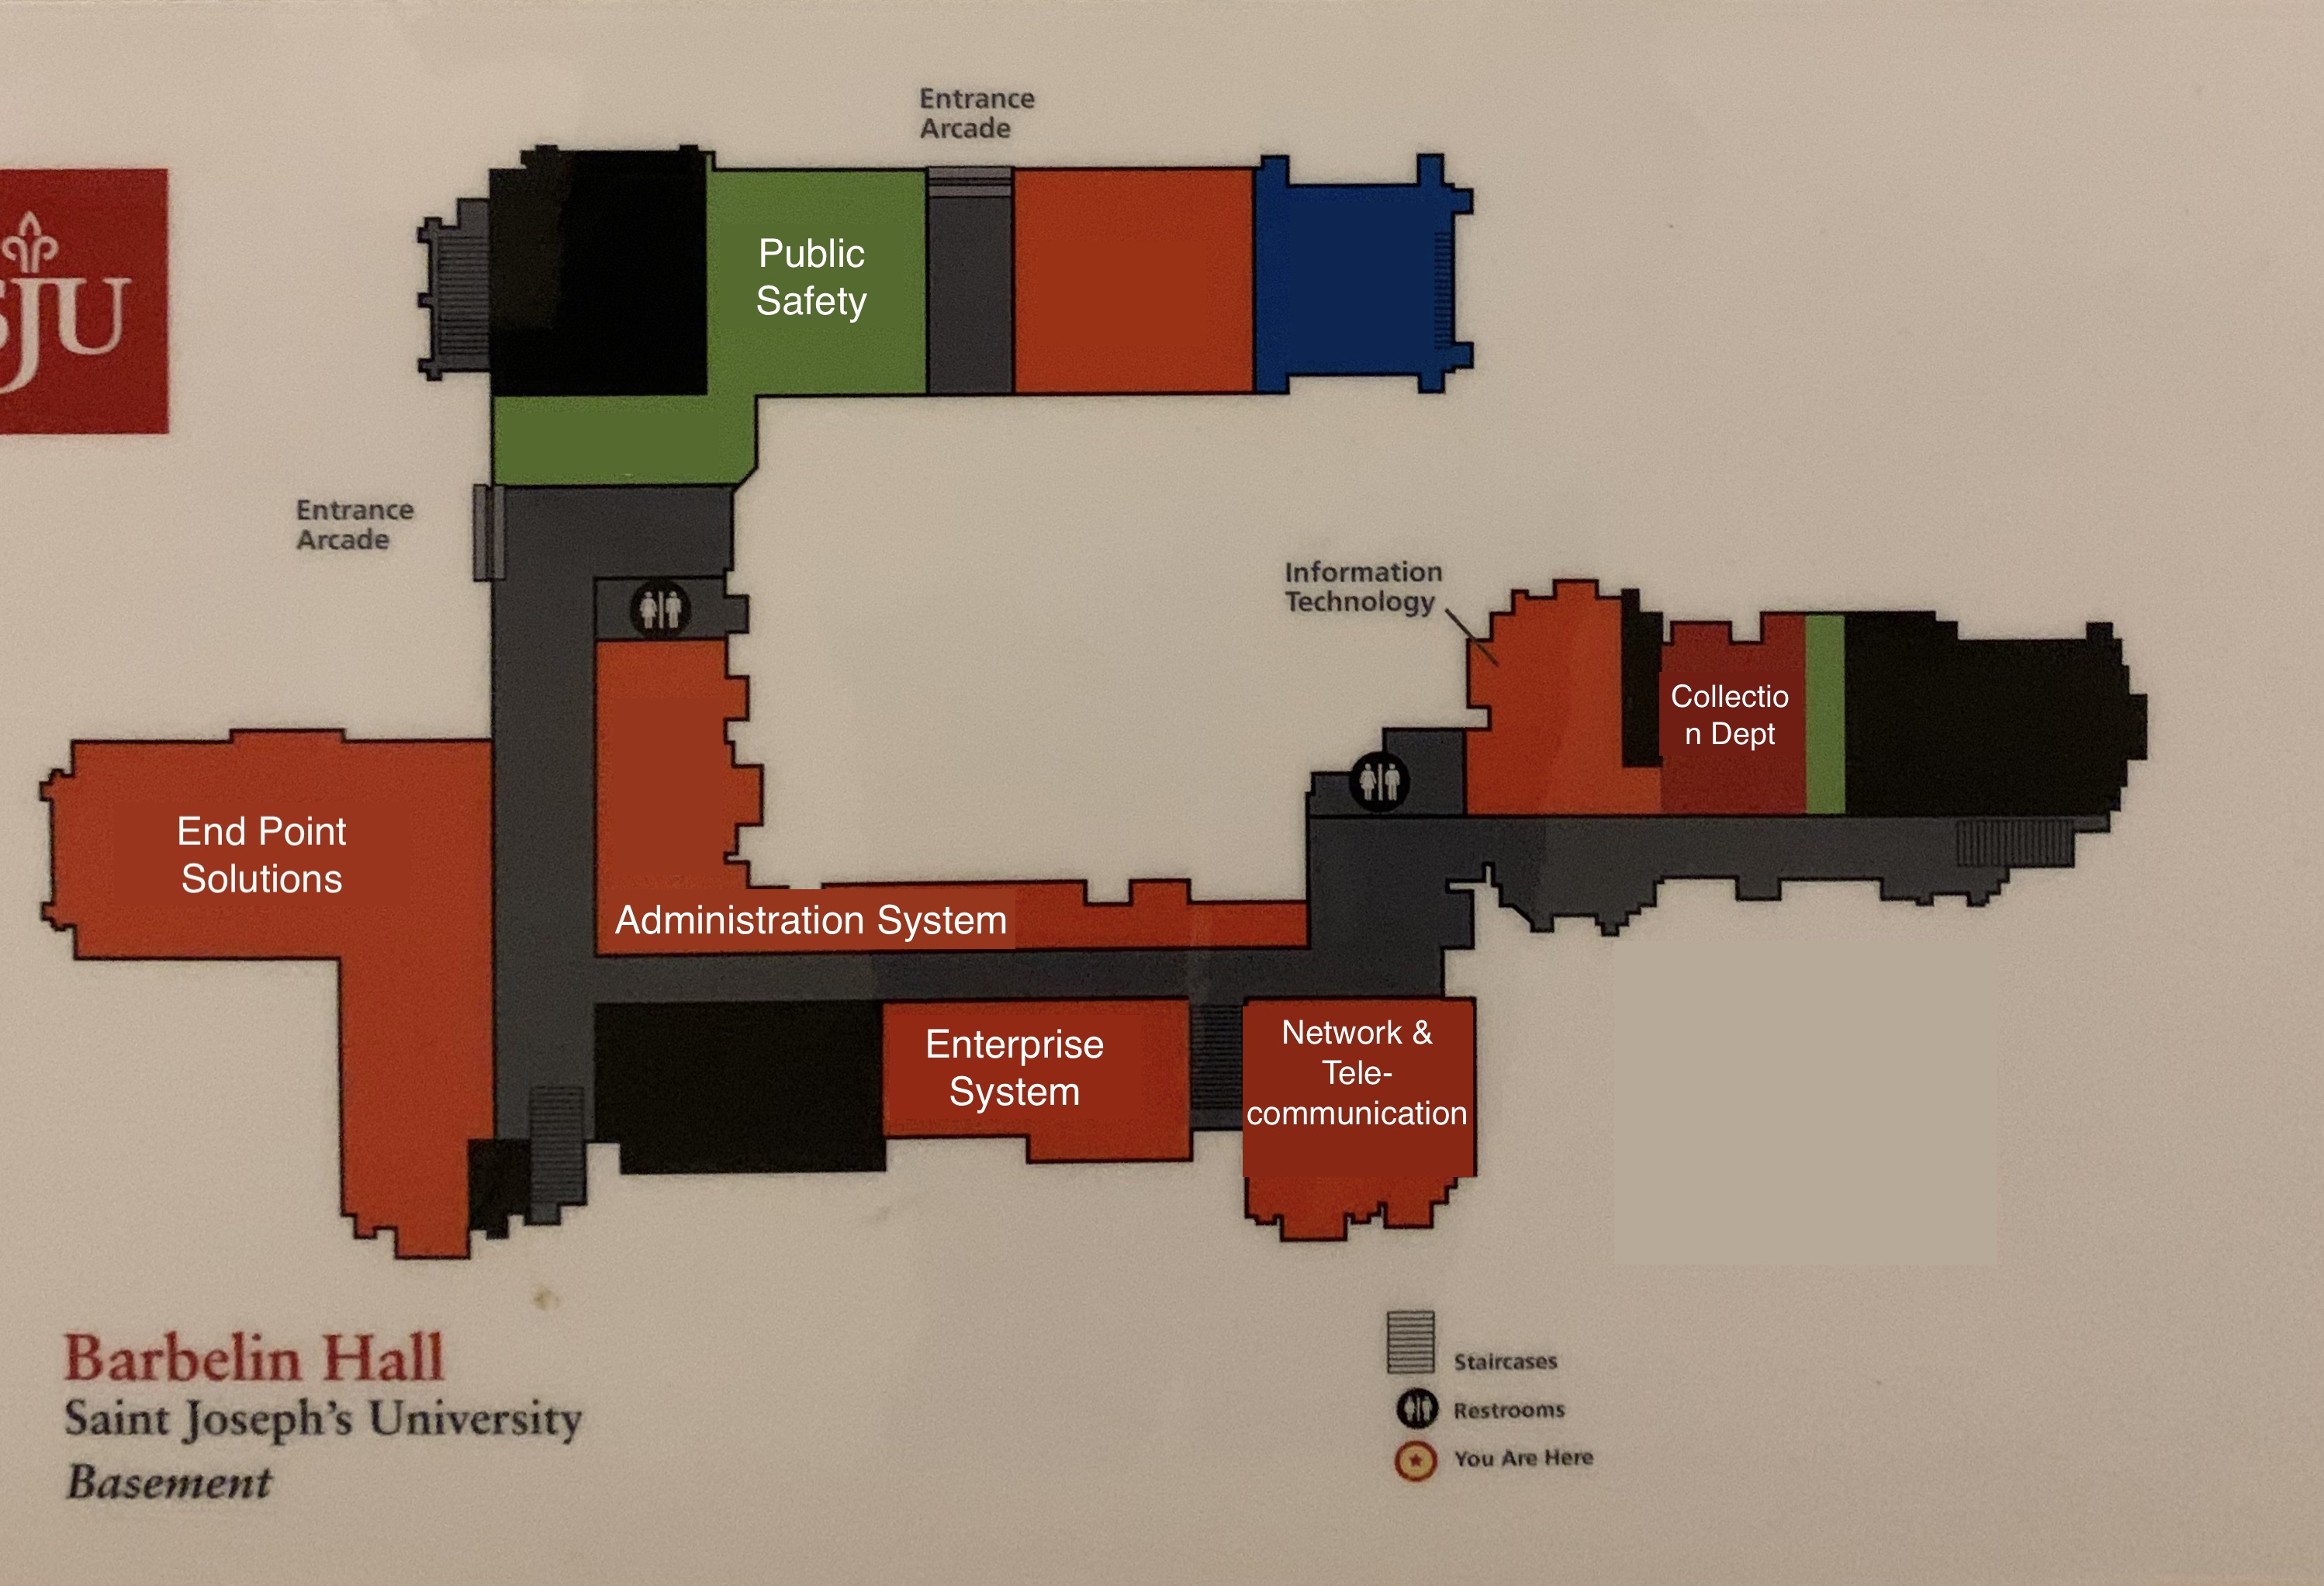 Entrance
Arcade
SJU
Public
Safety
Entrance
Arcade
Information
Technology
Collectio
n Dept
End Point
Solutions
Administration System
Enterprise
System
Network &
Tele-
communication
Barbelin Hall
Saint Joseph's University
Basement
Staircases
Restrooms
You Are Here